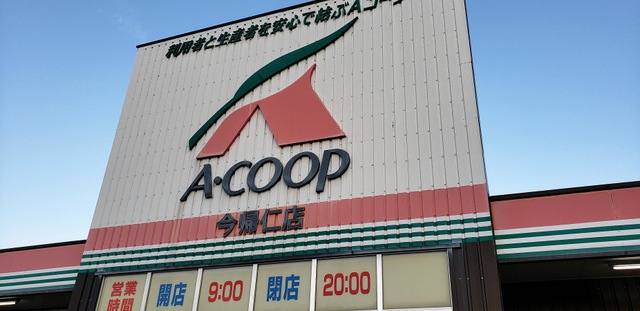 利用者と生産者を安心で結ぶAコープ
A・COOP
今帰仁店
営業時間 開店 9:00 閉店 20:00